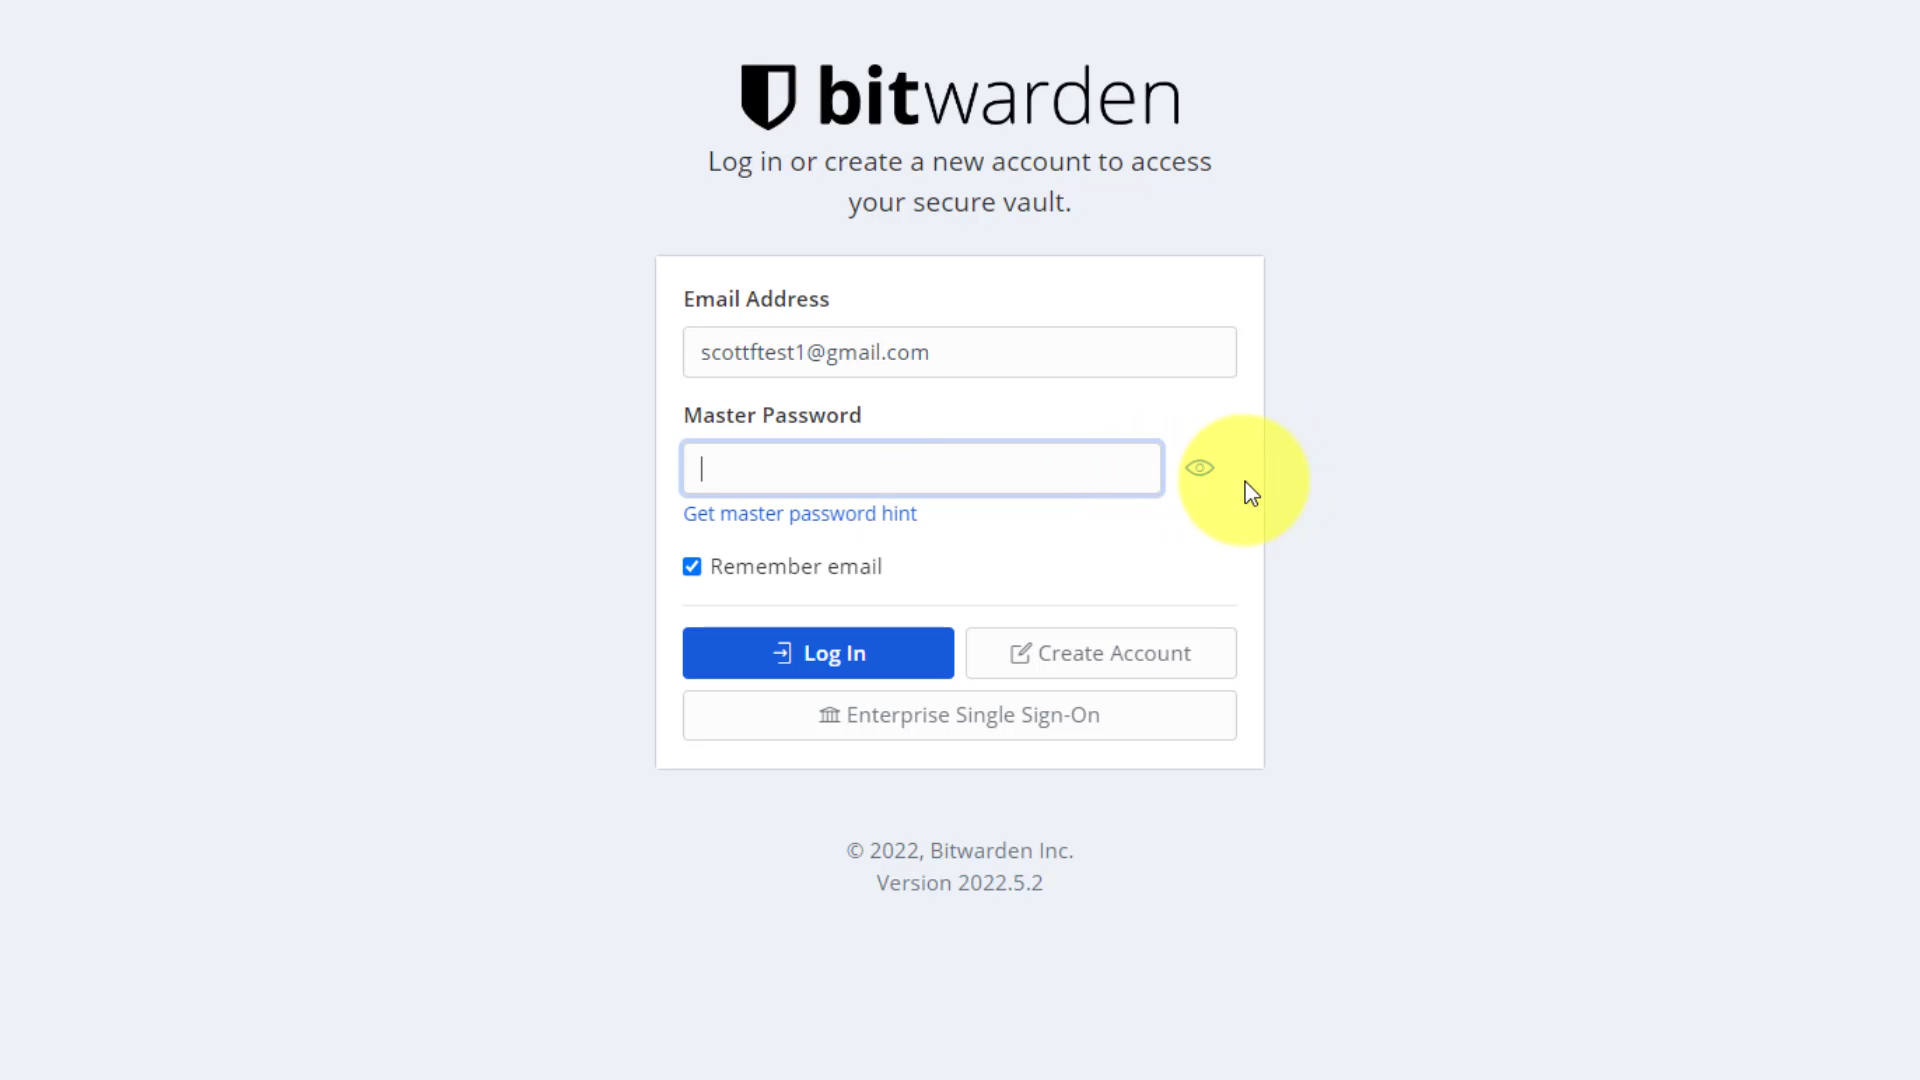 bitwarden
Log in or create a new account to access
your secure vault.
Email Address
scottftest1@gmail.com
Master Password
Get master password hint
Remember email
Log In
Create Account
Enterprise Single Sign-On
© 2022, Bitwarden Inc.
Version 2022.5.2